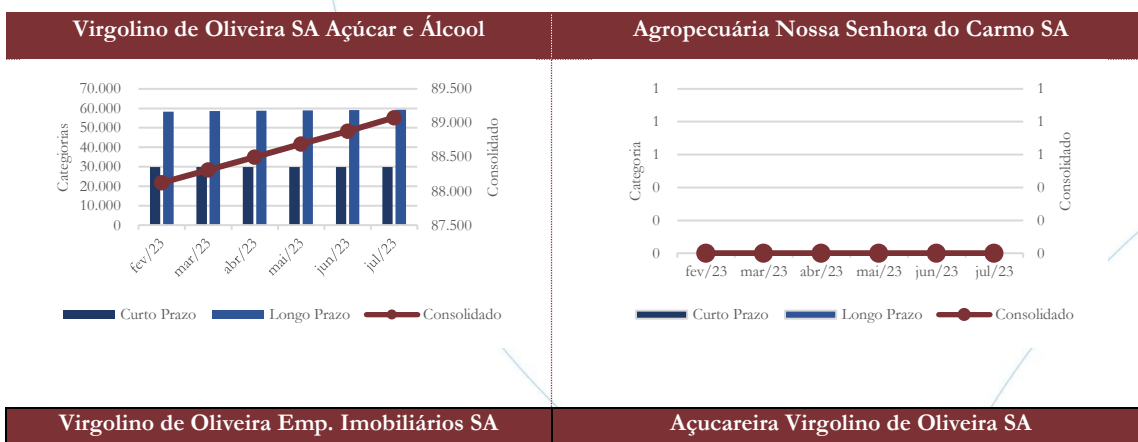 Virgolino de Oliveira SA Açúcar e Álcool
Agropecuária Nossa Senhora do Carmo SA
70.000
60.000
50.000
40.000
30.000
20.000
10.000
0
Categiorias
89.500
89.000
88.500
88.000
87.500
Consolidado
fev/23 mar/23 abr/23 mai/23 jun/23 jul/23
Curto Prazo Longo Prazo Consolidado
1
1
1
0
0
0
Categoria
1
1
1
0
0
0
Consolidado
fev/23 mar/23 abr/23 mai/23 jun/23 jul/23
Curto Prazo Longo Prazo Consolidado
Virgolino de Oliveira Emp. Imobiliários SA
Açucareira Virgolino de Oliveira SA